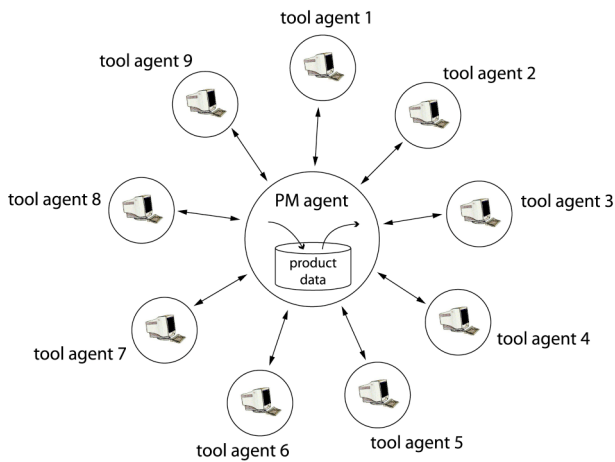 tool agent 1
tool agent 9
tool agent 2
tool agent 8
PM agent
tool agent 3
product
data
tool agent 7
tool agent 4
tool agent 6
tool agent 5